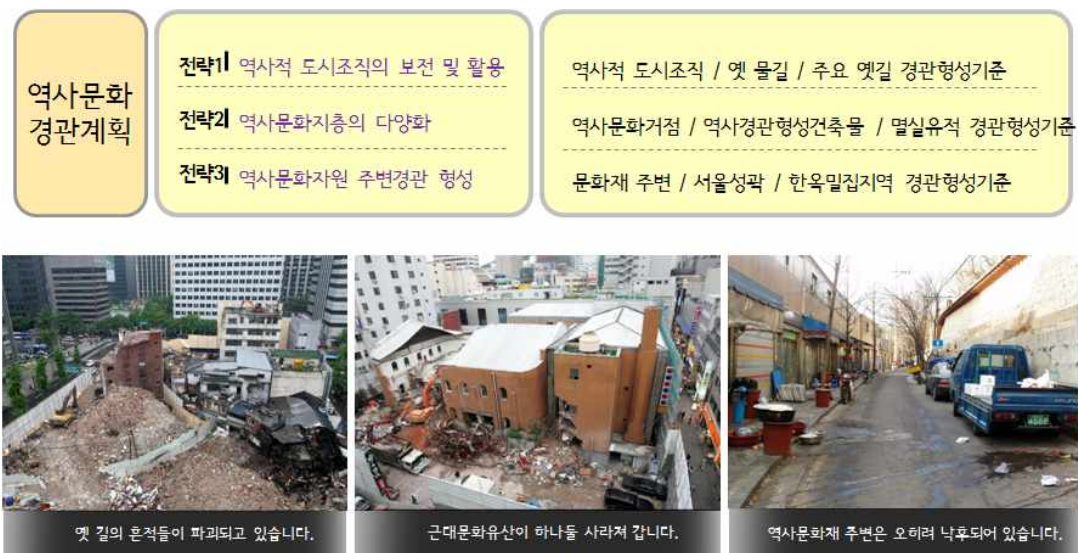 역사문화
경관계획
전략1 역사적 도시조직의 보전 및 활용
전략2 역사문화지층의 다양화
전략3 역사문화자원 주변경관 형성
역사적 도시조직 / 옛 물길 / 주요 옛길 경관형성기준
역사문화거점 / 역사경관형성건축물 / 멸실유적 경관형성기준
문화재 주변 / 서울성곽 / 한옥밀집지역 경관형성기준
옛 길의 흔적들이 파괴되고 있습니다.
근대문화유산이 하나둘 사라져 갑니다.
역사문화재 주변은 오히려 낙후되어 있습니다.